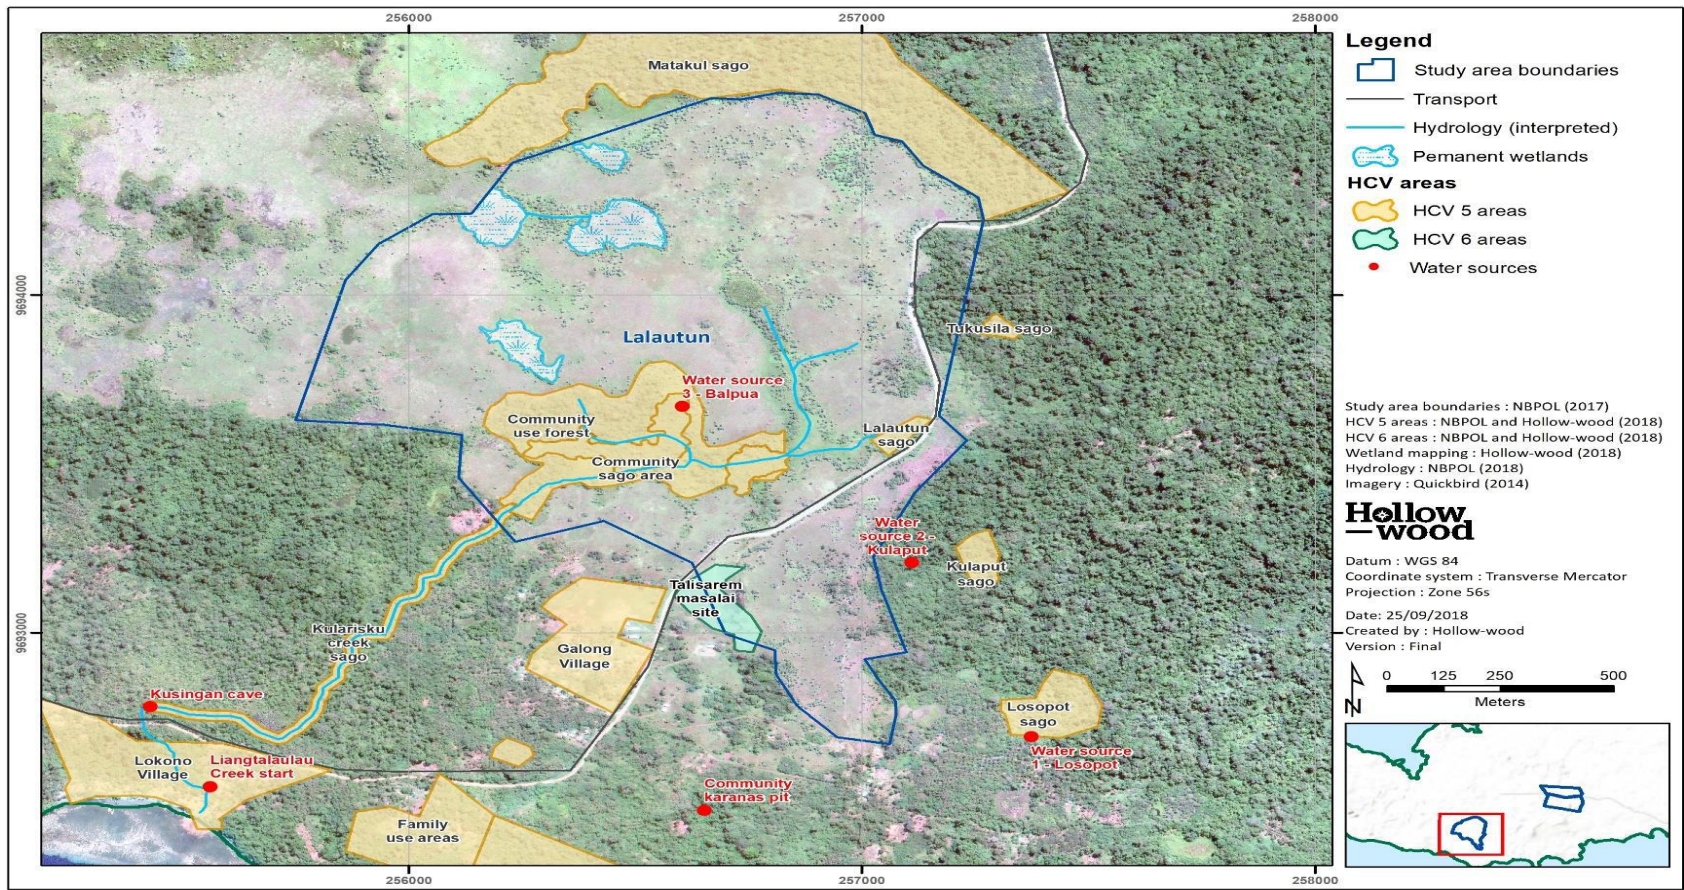 256000
257000
258000
9694000
9693000
256000
257000
258000
Matakul sago
Tukusila sago
Lalautun
Water source
3 - Balpua
Community
use forest
Lalautun
sago
Community
sago area
Water
source 2 -
Kulaput
Kulaput
sago
Talisarem
masalai
site
Kularisku
creek
sago
Galong
Village
Kusingan cave
Losopot
sago
Water source
1 - Losopot
Lokono
Village
Liangtalaulau
Creek start
Community
karanas pit
Family
use areas
Legend
Study area boundaries
Transport
Hydrology (interpreted)
Pemanent wetlands
HCV areas
HCV 5 areas
HCV 6 areas
Water sources
Study area boundaries : NBPOL (2017)
HCV 5 areas : NBPOL and Hollow-wood (2018)
HCV 6 areas : NBPOL and Hollow-wood (2018)
Wetland mapping : Hollow-wood (2018)
Hydrology : NBPOL (2018)
Imagery : Quickbird (2014)
Hollow
—wood
Datum : WGS 84
Coordinate system : Transverse Mercator
Projection : Zone 56s
Date: 25/09/2018
Created by : Hollow-wood
Version : Final
N
0 125 250 500
Meters